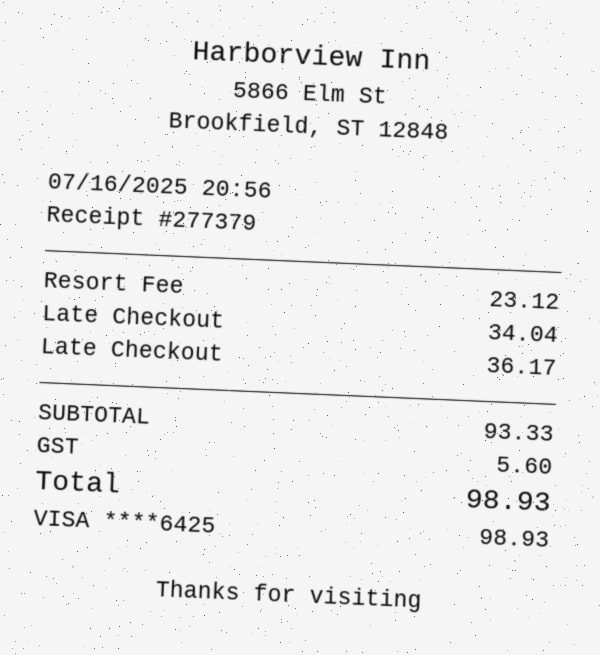 Harborview Inn
5866 Elm St
Brookfield, ST 12848
07/16/2025 20:56
Receipt #277379
Resort Fee 23.12
Late Checkout 34.04
Late Checkout 36.17
SUBTOTAL 93.33
GST 5.60
Total 98.93
VISA ****6425 98.93
Thanks for visiting